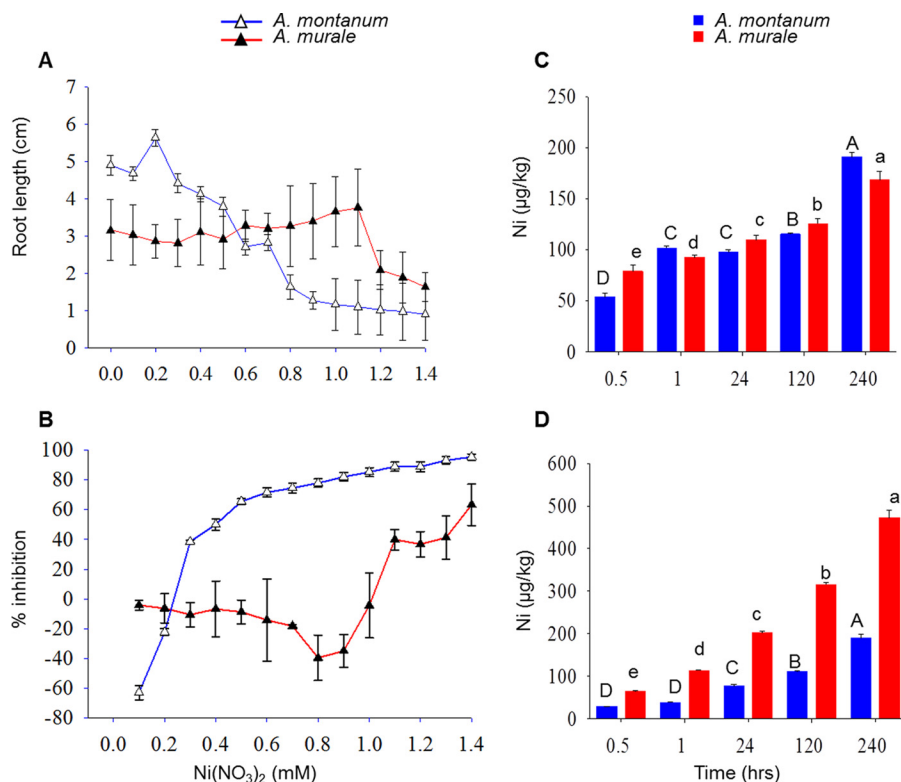 A. montanum
A. murale
A. montanum
A. murale
A
Root length (cm)
7
6
5
4
3
2
1
0
0.0 0.2 0.4 0.6 0.8 1.0 1.2 1.4
C
Ni (µg/kg)
250
200
150
100
50
0
D e C d C c B b A a
0.5 1 24 120 240
B
% inhibition
100
80
60
40
20
0
-20
-40
-60
-80
0.0 0.2 0.4 0.6 0.8 1.0 1.2 1.4
Ni(NO3)2 (mM)
D
Ni (µg/kg)
600
500
400
300
200
100
0
D e D d C c B b A a
0.5 1 24 120 240
Time (hrs)